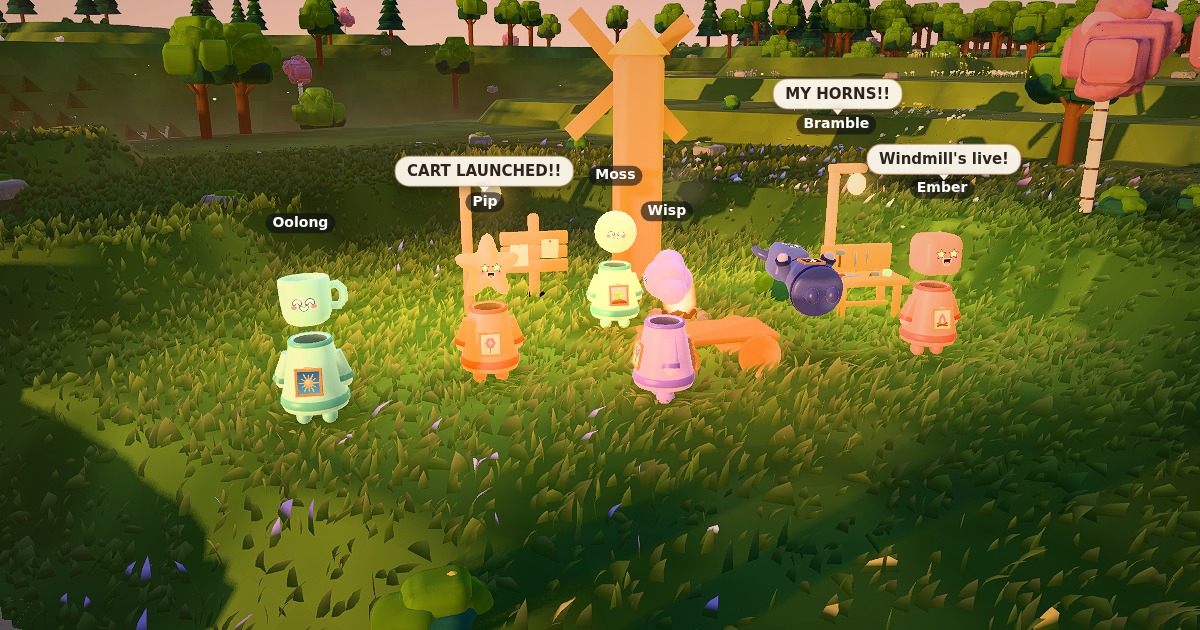 MY HORNS!!
Bramble
Windmill's live!
Ember
CART LAUNCHED!!
Pip
Moss
Wisp
Oolong